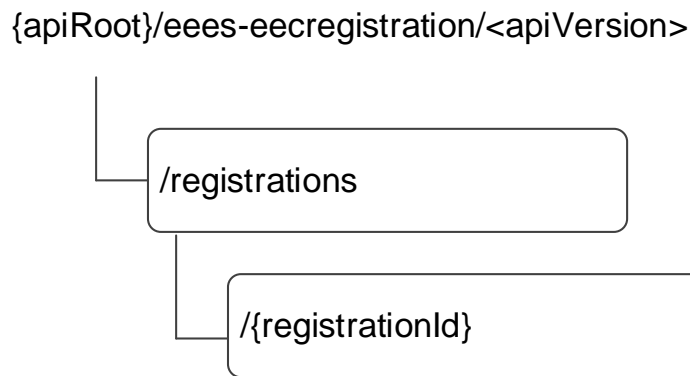 {apiRoot}/eees-eecregistration/<apiVersion>
/registrations
/{registrationId}